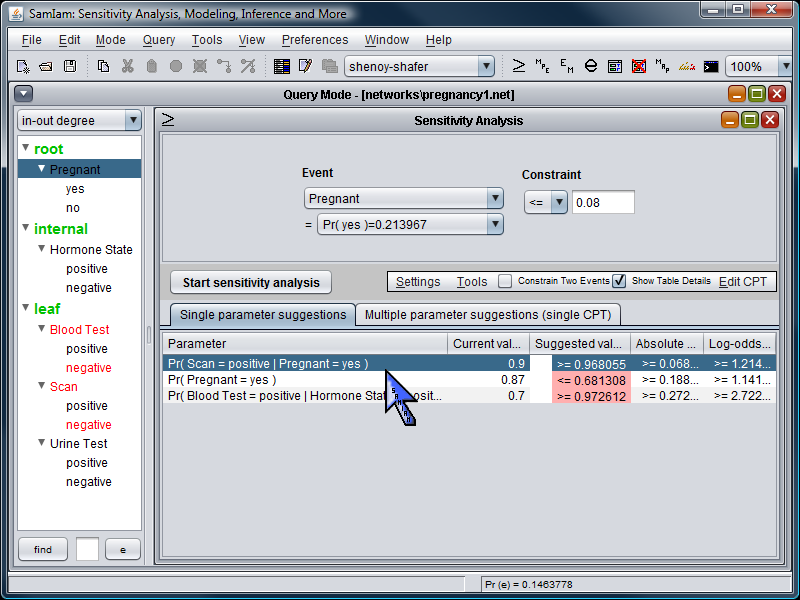 SamIam: Sensitivity Analysis, Modeling, Inference and More
File Edit Mode Query Tools View Preferences Window Help
shenoy-shafer 100%
Query Mode - [networks\pregnancy1.net]
in-out degree
Sensitivity Analysis
root
Pregnant
yes
no
internal
Hormone State
positive
negative
leaf
Blood Test
positive
negative
Scan
positive
negative
Urine Test
positive
negative
find e
Event Constraint
Pregnant <= 0.08
= Pr( yes )=0.213967
Start sensitivity analysis Settings Tools Constrain Two Events Show Table Details Edit CPT
Single parameter suggestions Multiple parameter suggestions (single CPT)
Parameter Current val... Suggested val... Absolute ... Log-odds...
Pr( Scan = positive | Pregnant = yes ) 0.9 >= 0.968055 >= 0.068... >= 1.214...
Pr( Pregnant = yes ) 0.87 <= 0.681308 >= 0.188... >= 1.141...
Pr( Blood Test = positive | Hormone Sta 0.7 >= 0.972612 >= 0.272... >= 2.722...
Pr (e) = 0.1463778